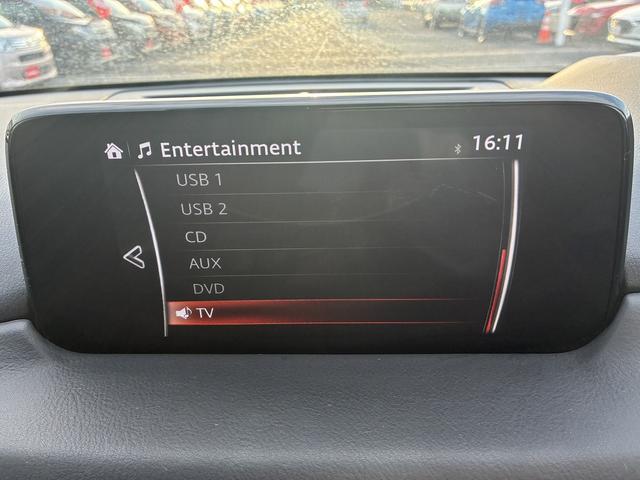 Entertainment
16:11
USB 1
USB 2
CD
AUX
DVD
TV